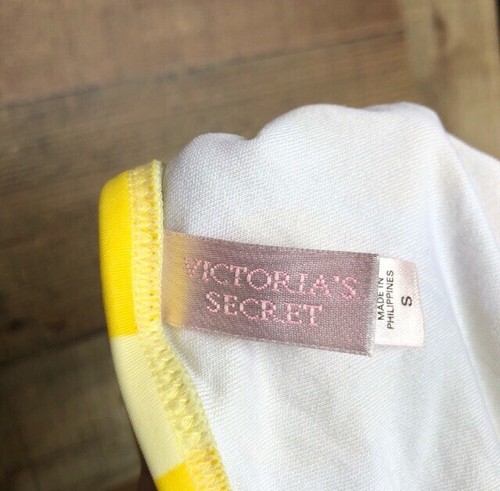 VICTORIA'S
SECRET
MADE IN
PHILIPPINES
S